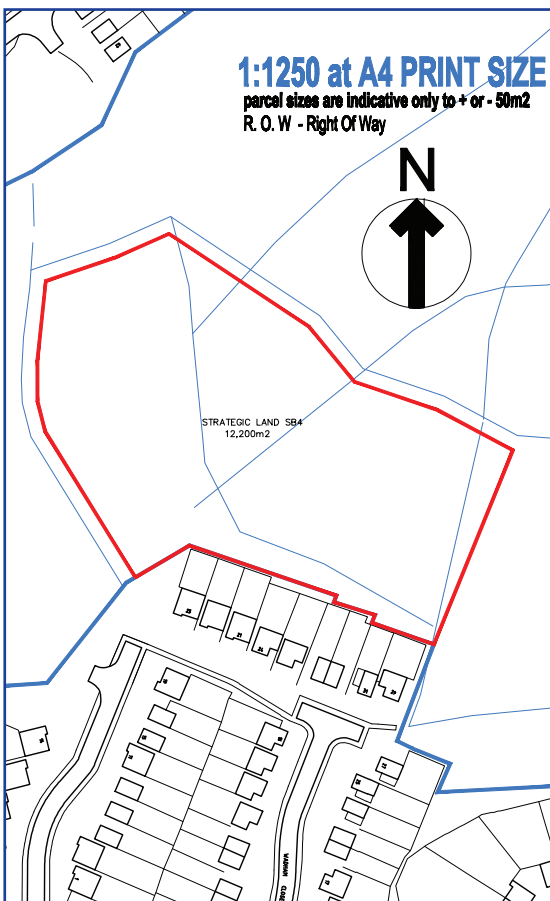 1:1250 at A4 PRINT SIZE
parcel sizes are indicative only to + or - 50m2
R. O. W - Right Of Way
N
STRATEGIC LAND SB4
12,200m2